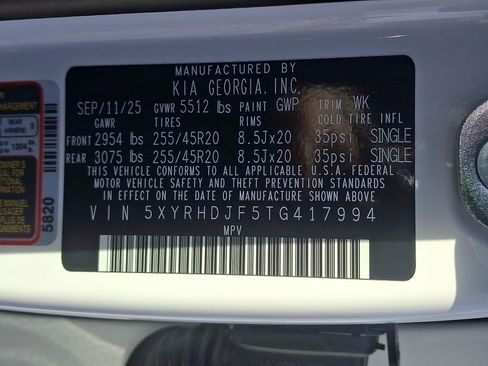 MANUFACTURED BY
KIA GEORGIA. INC.
SEP/11/25 GVWR 5512 lbs PAINT GWP TRIM WK
GAWR TIRES RIMS COLD TIRE INFL
FRONT 2954 lbs 255/45R20 8.5Jx20 35psi SINGLE
REAR 3075 lbs 255/45R20 8.5Jx20 35psi SINGLE
THIS VEHICLE CONFORMS TO ALL APPLICABLE U.S.A FEDERAL
MOTOR VEHICLE SAFETY AND THEFT PREVENTION STANDARDS
IN EFFECT ON THE DATE OF MANUFACTURE SHOWN ABOVE.
VIN 5XYRHDJF5TG417994
MPV
REAR 5
5820